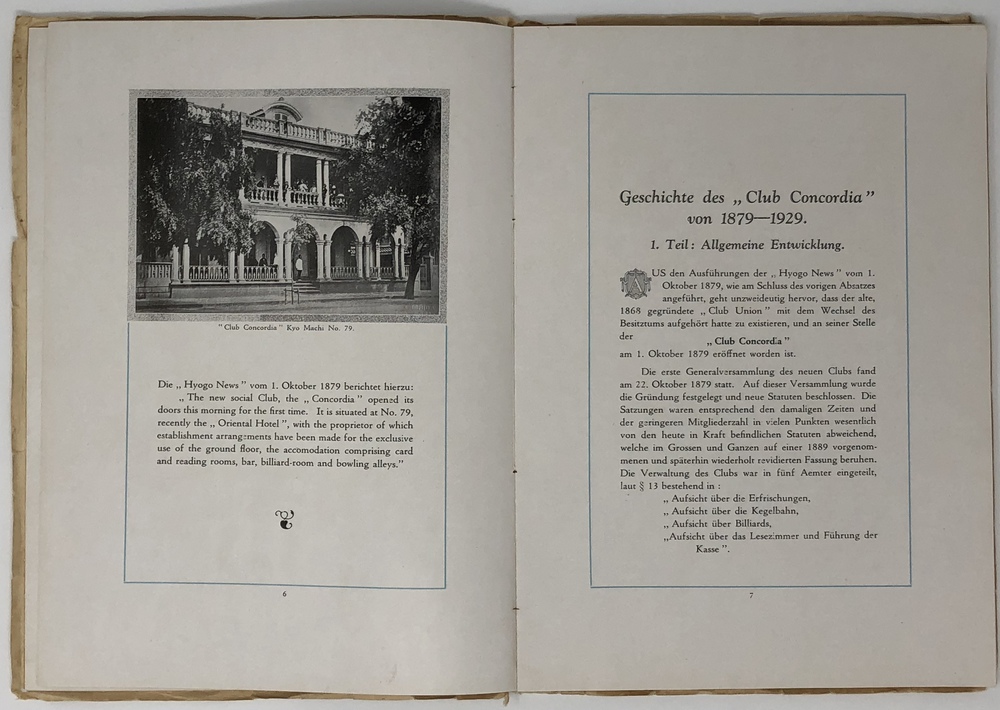 "Club Concordia" Kyo Machi No. 79.
Die „ Hyogo News " vom 1. Oktober 1879 berichtet hierzu:
„ The new social Club, the „ Concordia " opened its
doors this morning for the first time. It is situated at No. 79,
recently the „ Oriental Hotel ", with the proprietor of which
establishment arrangements have been made for the exclusive
use of the ground floor, the accomodation comprising card
and reading rooms, bar, billiard-room and bowling alleys."
6
Geschichte des „ Club Concordia "
von 1879—1929.
1. Teil: Allgemeine Entwicklung.
AUS den Ausführungen der „ Hyogo News " vom 1.
Oktober 1879, wie am Schluss des vorigen Absatzes
angeführt, geht unzweideutig hervor, dass der alte,
1868 gegründete „ Club Union " mit dem Wechsel des
Besitztums aufgehört hatte zu existieren, und an seiner Stelle
der
„ Club Concordia "
am 1. Oktober 1879 eröffnet worden ist.
Die erste Generalversammlung des neuen Clubs fand
am 22. Oktober 1879 statt. Auf dieser Versammlung wurde
die Gründung festgelegt und neue Statuten beschlossen. Die
Satzungen waren entsprechend den damaligen Zeiten und
der geringeren Mitgliederzahl in vielen Punkten wesentlich
von den heute in Kraft befindlichen Statuten abweichend,
welche im Grossen und Ganzen auf einer 1889 vorgenom-
menen und späterhin wiederholt revidierten Fassung beruhen.
Die Verwaltung des Clubs war in fünf Aemter eingeteilt,
laut § 13 bestehend in :
„ Aufsicht über die Erfrischungen,
„ Aufsicht über die Kegelbahn,
„ Aufsicht über Billiards,
„Aufsicht über das Lesezimmer und Führung der
Kasse ".
7